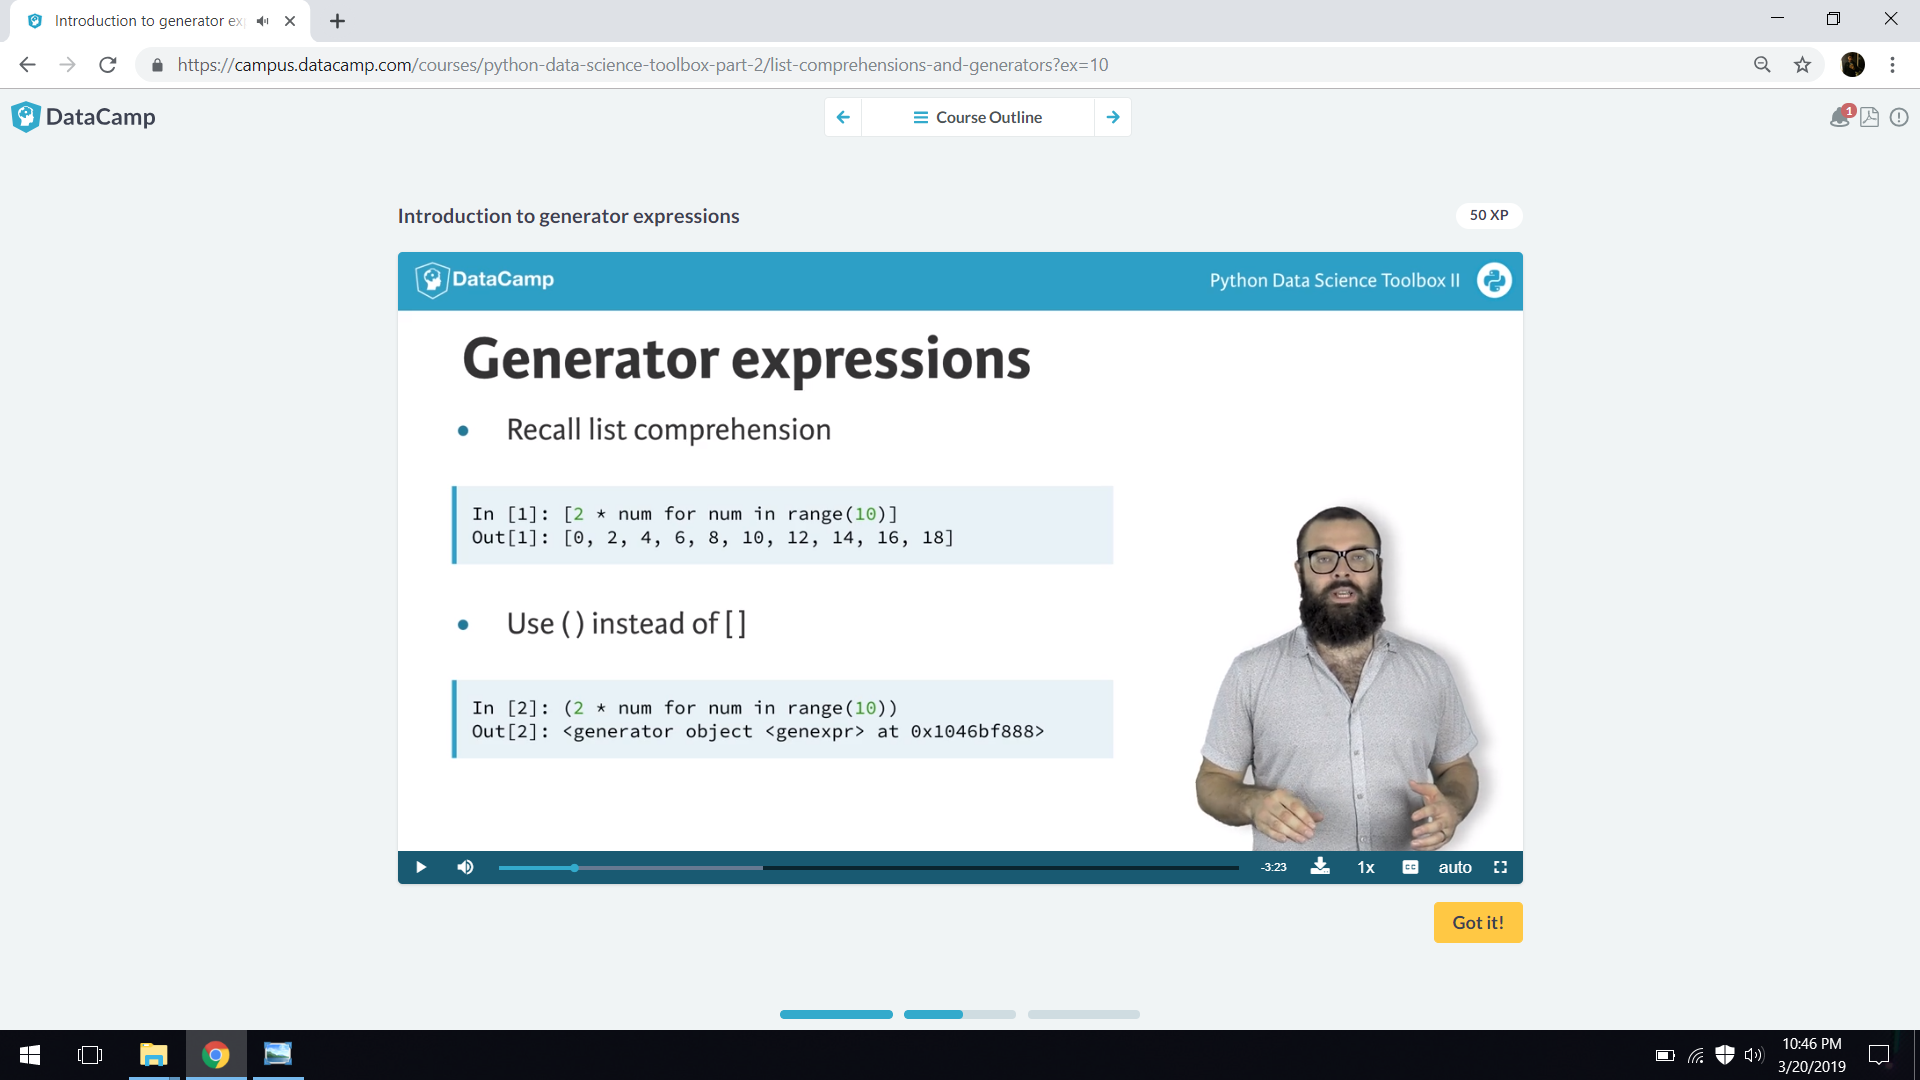 Introduction to generator ex
https://campus.datacamp.com/courses/python-data-science-toolbox-part-2/list-comprehensions-and-generators?ex=10
DataCamp
Course Outline
1
Introduction to generator expressions
50 XP
DataCamp
Python Data Science Toolbox II
Generator expressions
• Recall list comprehension
In [1]: [2 * num for num in range(10)]
Out[1]: [0, 2, 4, 6, 8, 10, 12, 14, 16, 18]
• Use ( ) instead of [ ]
In [2]: (2 * num for num in range(10))
Out[2]: <generator object <genexpr> at 0x1046bf888>
-3:23
1x
cc
auto
Got it!
10:46 PM
3/20/2019